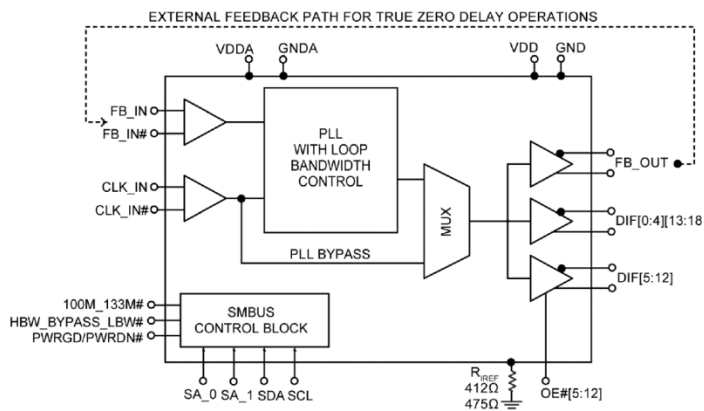 EXTERNAL FEEDBACK PATH FOR TRUE ZERO DELAY OPERATIONS
VDDA GNDA VDD GND
FB_IN
FB_IN#
PLL
WITH LOOP
BANDWIDTH
CONTROL
FB_OUT
CLK_IN
CLK_IN#
MUX
DIF[0:4][13:18
PLL BYPASS
DIF[5:12]
100M_133M#
HBW_BYPASS_LBW#
PWRGD/PWRDN#
SMBUS
CONTROL BLOCK
SA_0 SA_1 SDA SCL
RIREF
412Ω
475Ω
OE#[5:12]